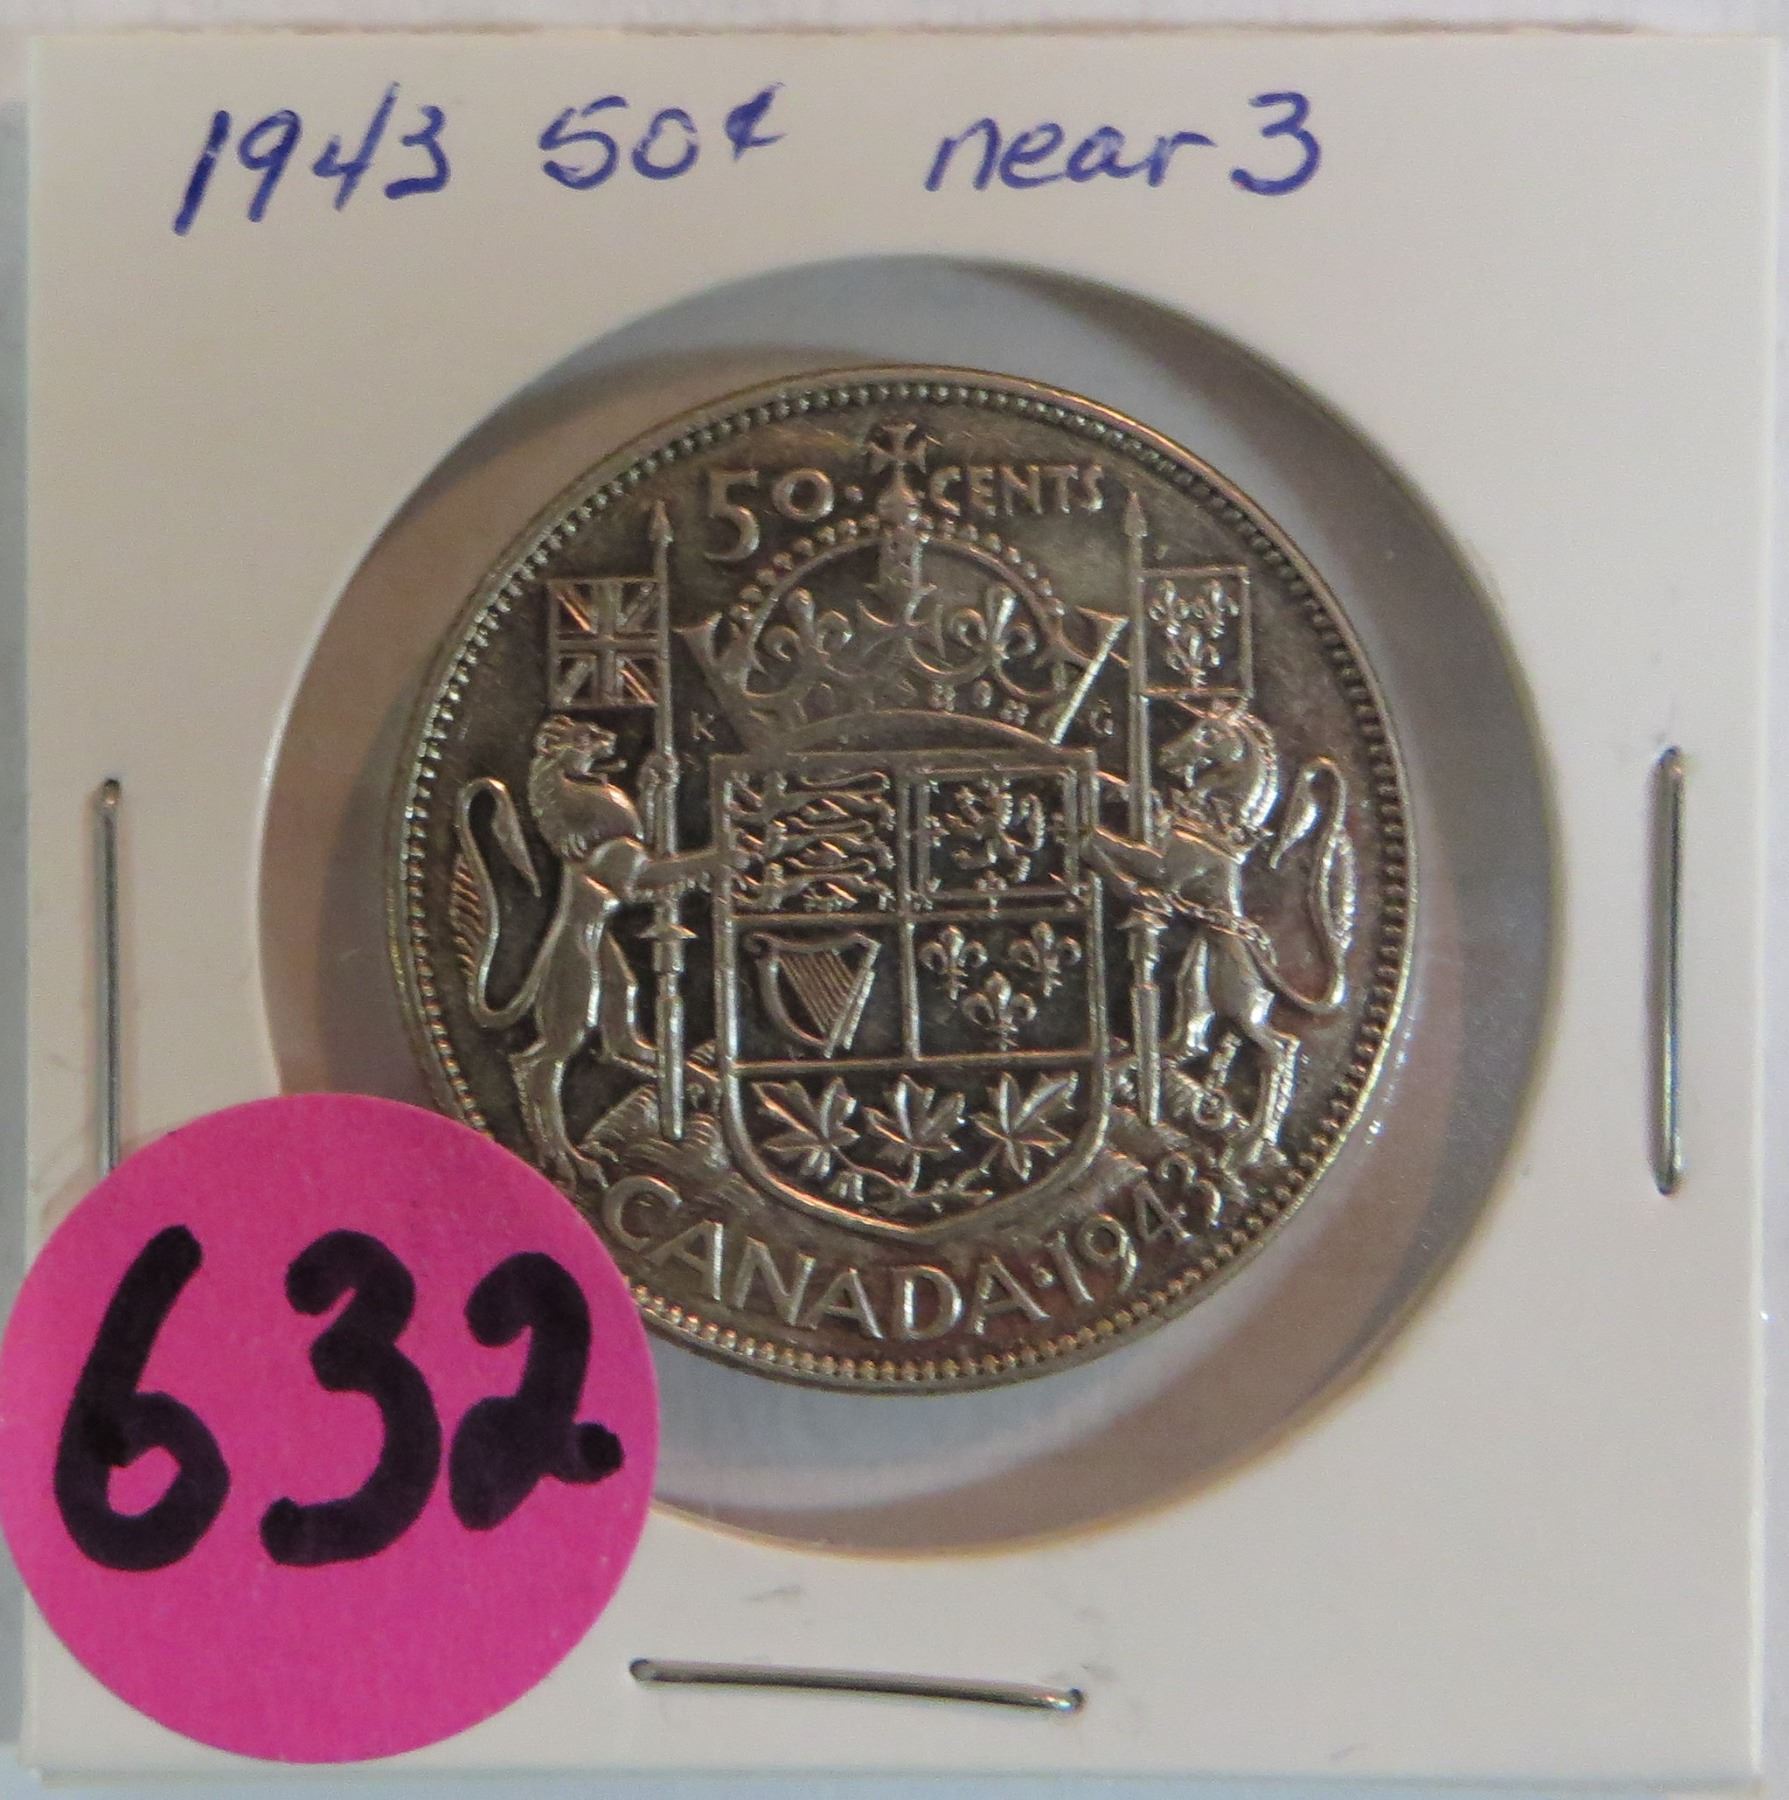 1943 50¢ near 3
50 · · CENTS
K G
CANADA · 1943
632